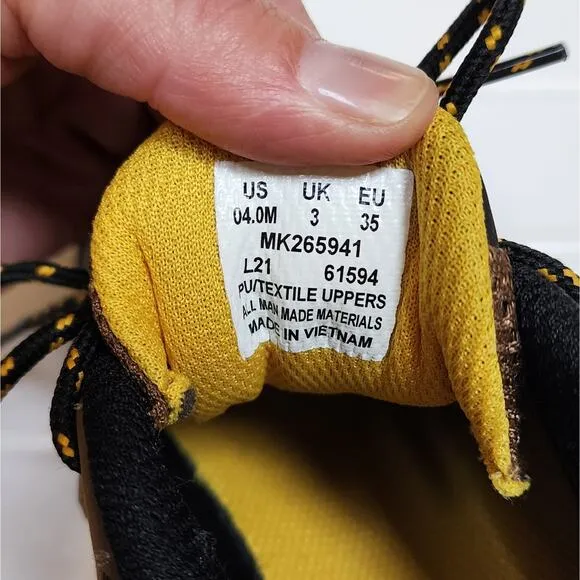 US UK EU
04.0M 3 35
MK265941
L21 61594
PU/TEXTILE UPPERS
ALL MAN MADE MATERIALS
MADE IN VIETNAM